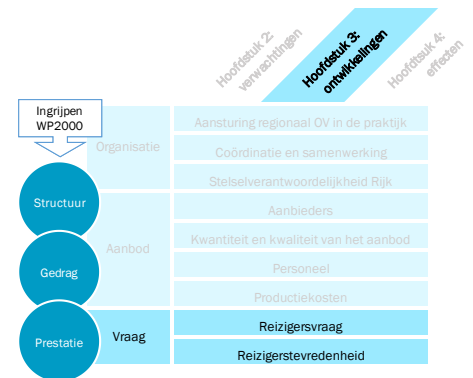 Hoofdstuk 2:
verwachtingen
Hoofdstuk 3:
ontwikkelingen
Hoofdtsuk 4:
effecten
Ingrijpen
WP2000
Organisatie
Aansturing regionaal OV in de praktijk
Coördinatie en samenwerking
Stelselverantwoordelijkheid Rijk
Structuur
Gedrag
Aanbod
Aanbieders
Kwantiteit en kwaliteit van het aanbod
Personeel
Productiekosten
Prestatie
Vraag
Reizigersvraag
Reizigerstevredenheid